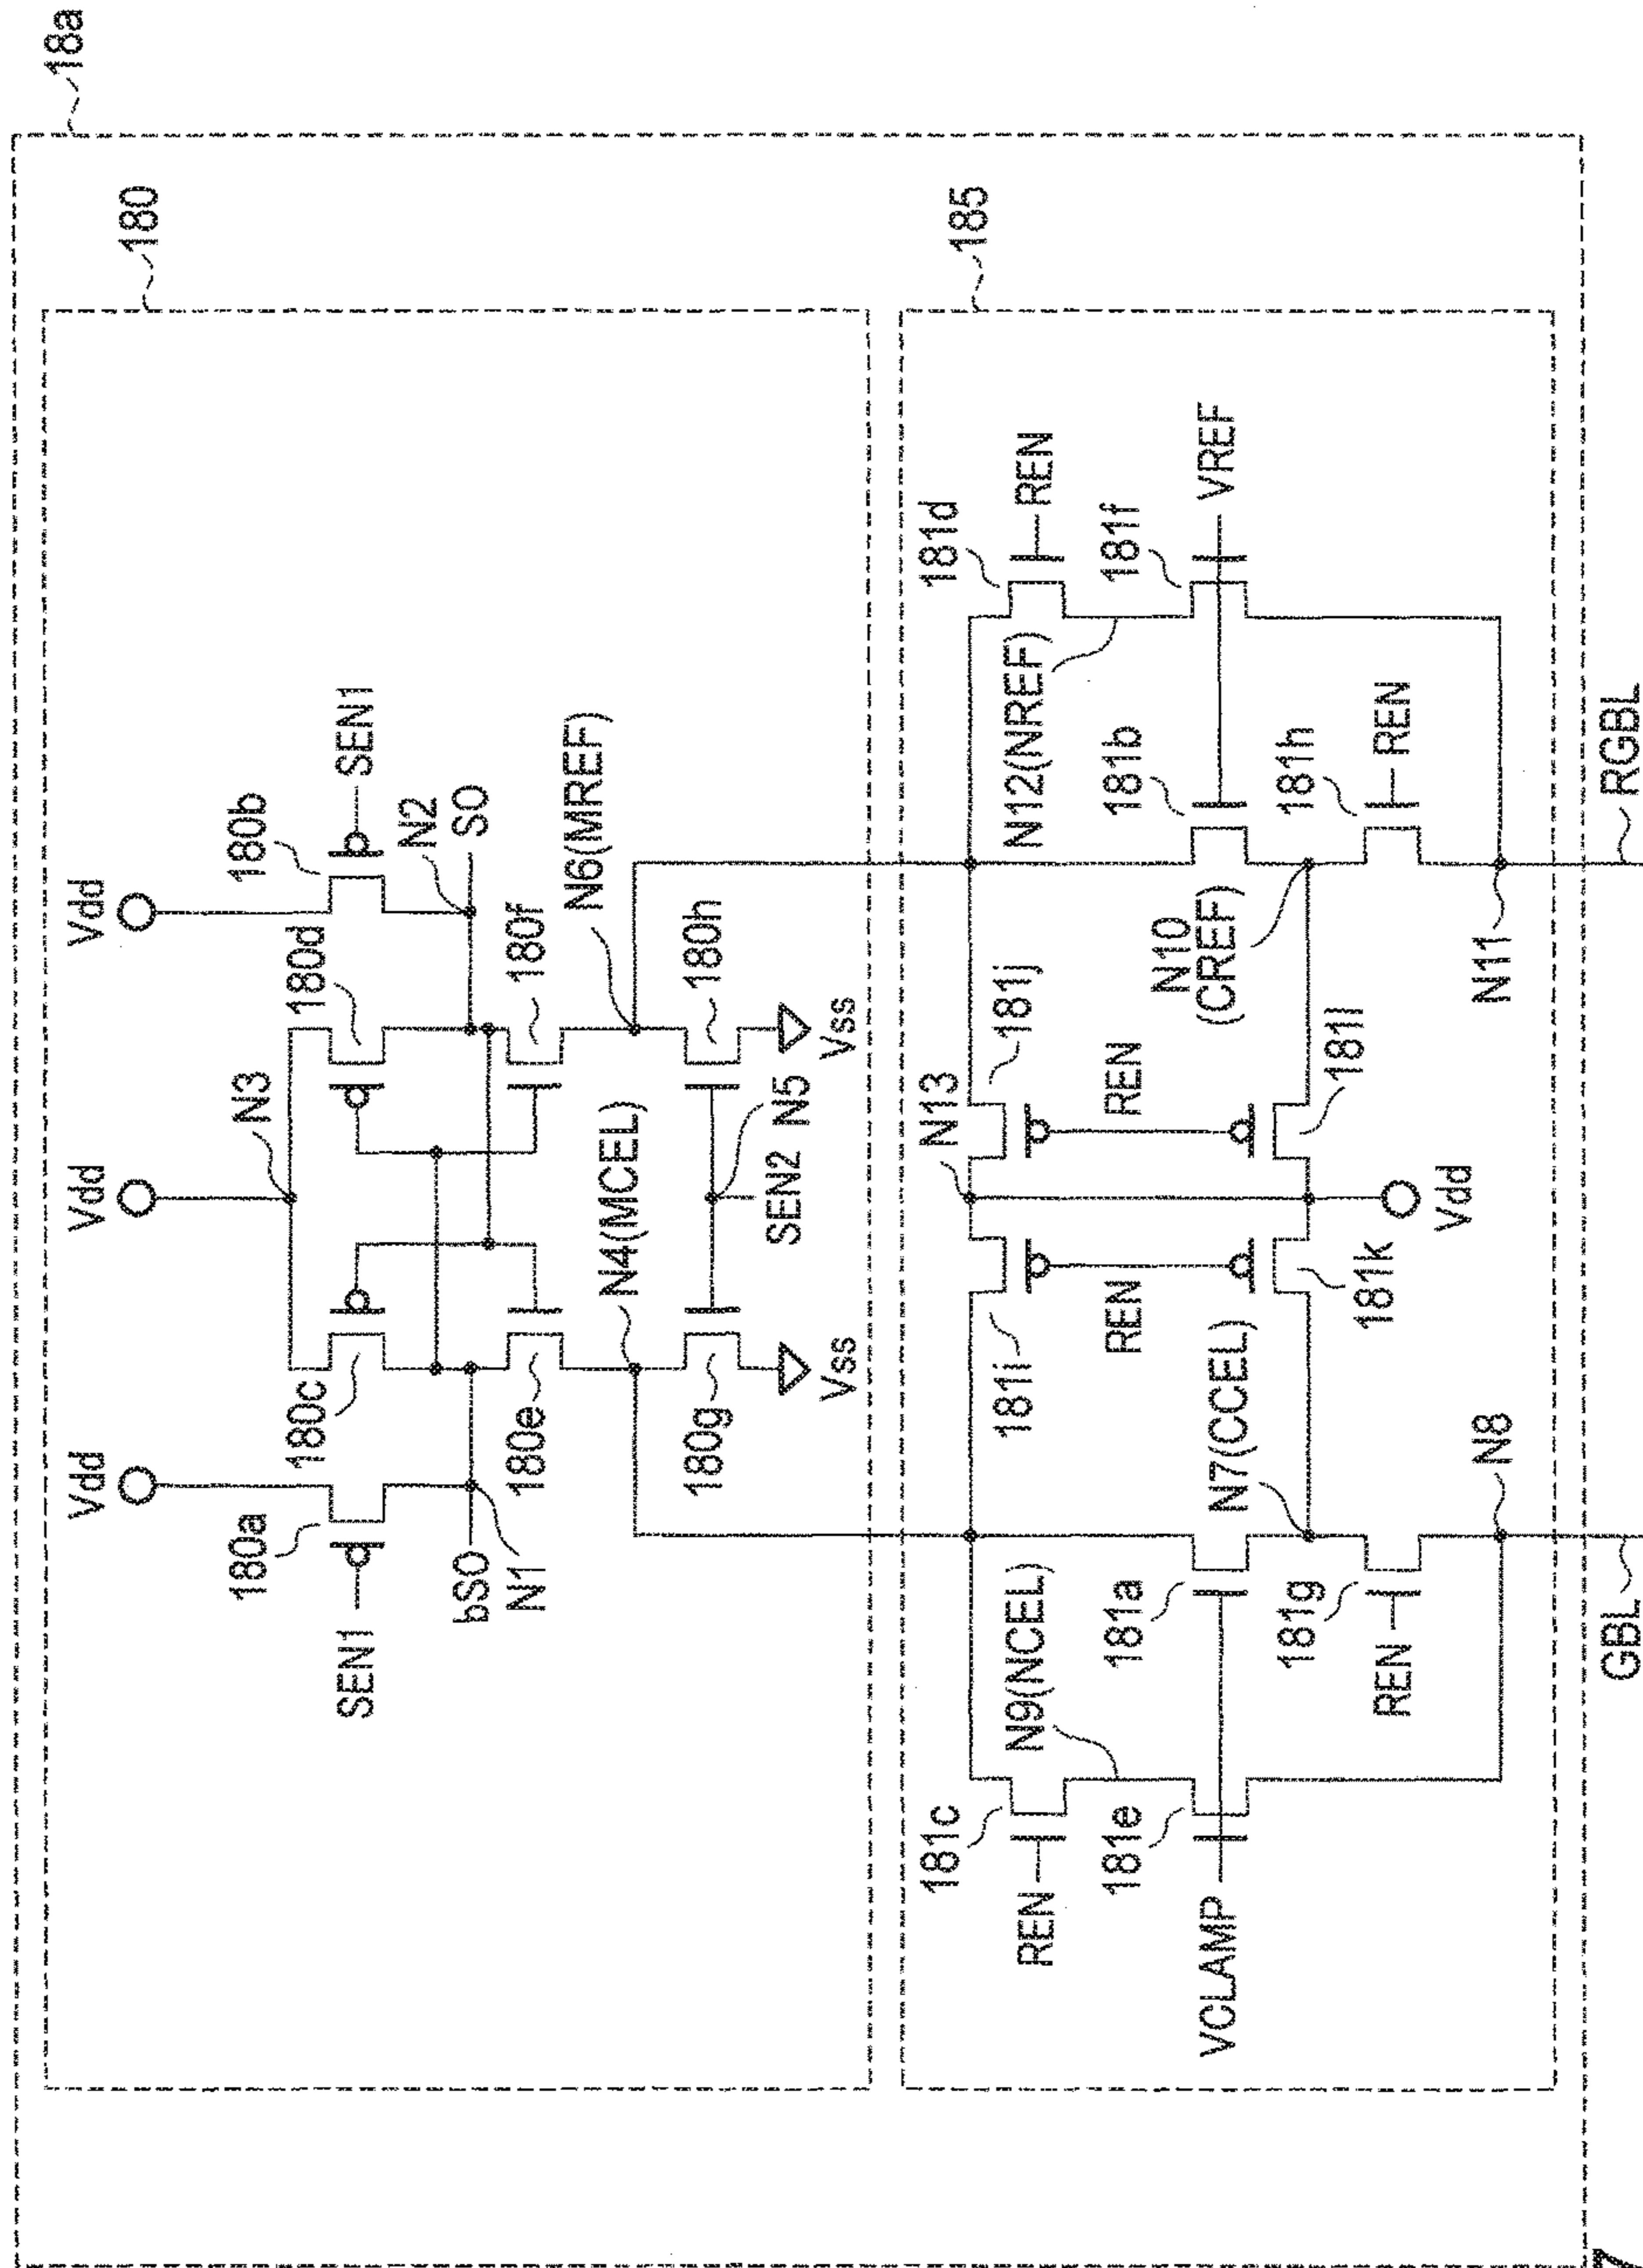 18a
180
Vdd
Vdd
Vdd
SEN1
180a
180c
N3
180d
180b
SEN1
bSO
N1
N2
SO
180e
180f
N4(MCEL)
N6(MREF)
180g
180h
SEN2
N5
Vss
Vss
185
REN
181c
N9(NCEL)
181i
N13
181j
N12(NREF)
181d
REN
VCLAMP
181e
181a
REN
REN
181b
181f
VREF
N7(CCEL)
N10
(CREF)
REN
181g
181k
181l
181h
REN
Vdd
N8
N11
GBL
RGBL
7